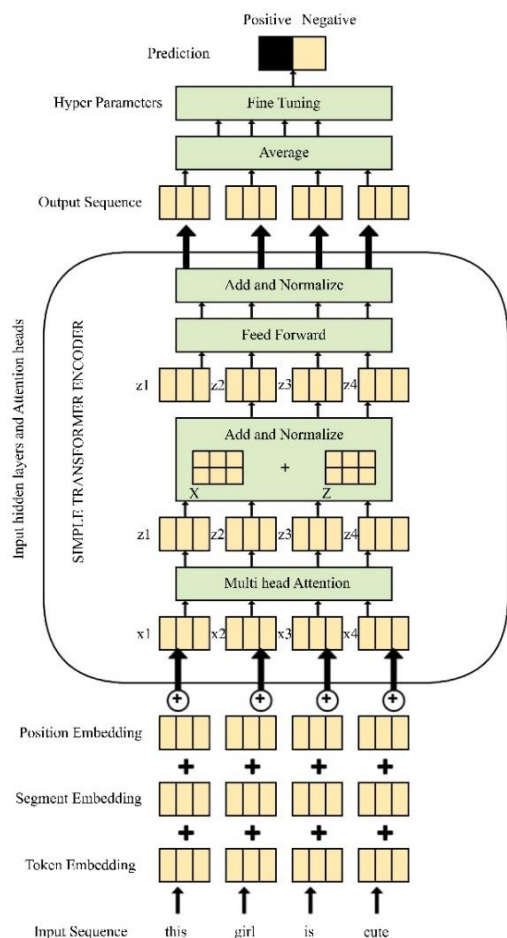 Positive Negative
Prediction
Hyper Parameters Fine Tuning
Average
Output Sequence
Add and Normalize
Feed Forward
z1 z2 z3 z4
Add and Normalize
+
X Z
z1 z2 z3 z4
Multi head Attention
x1 x2 x3 x4
Input hidden layers and Attention heads
SIMPLE TRANSFORMER ENCODER
+ + + +
Position Embedding
+ + + +
Segment Embedding
+ + + +
Token Embedding
Input Sequence this girl is cute